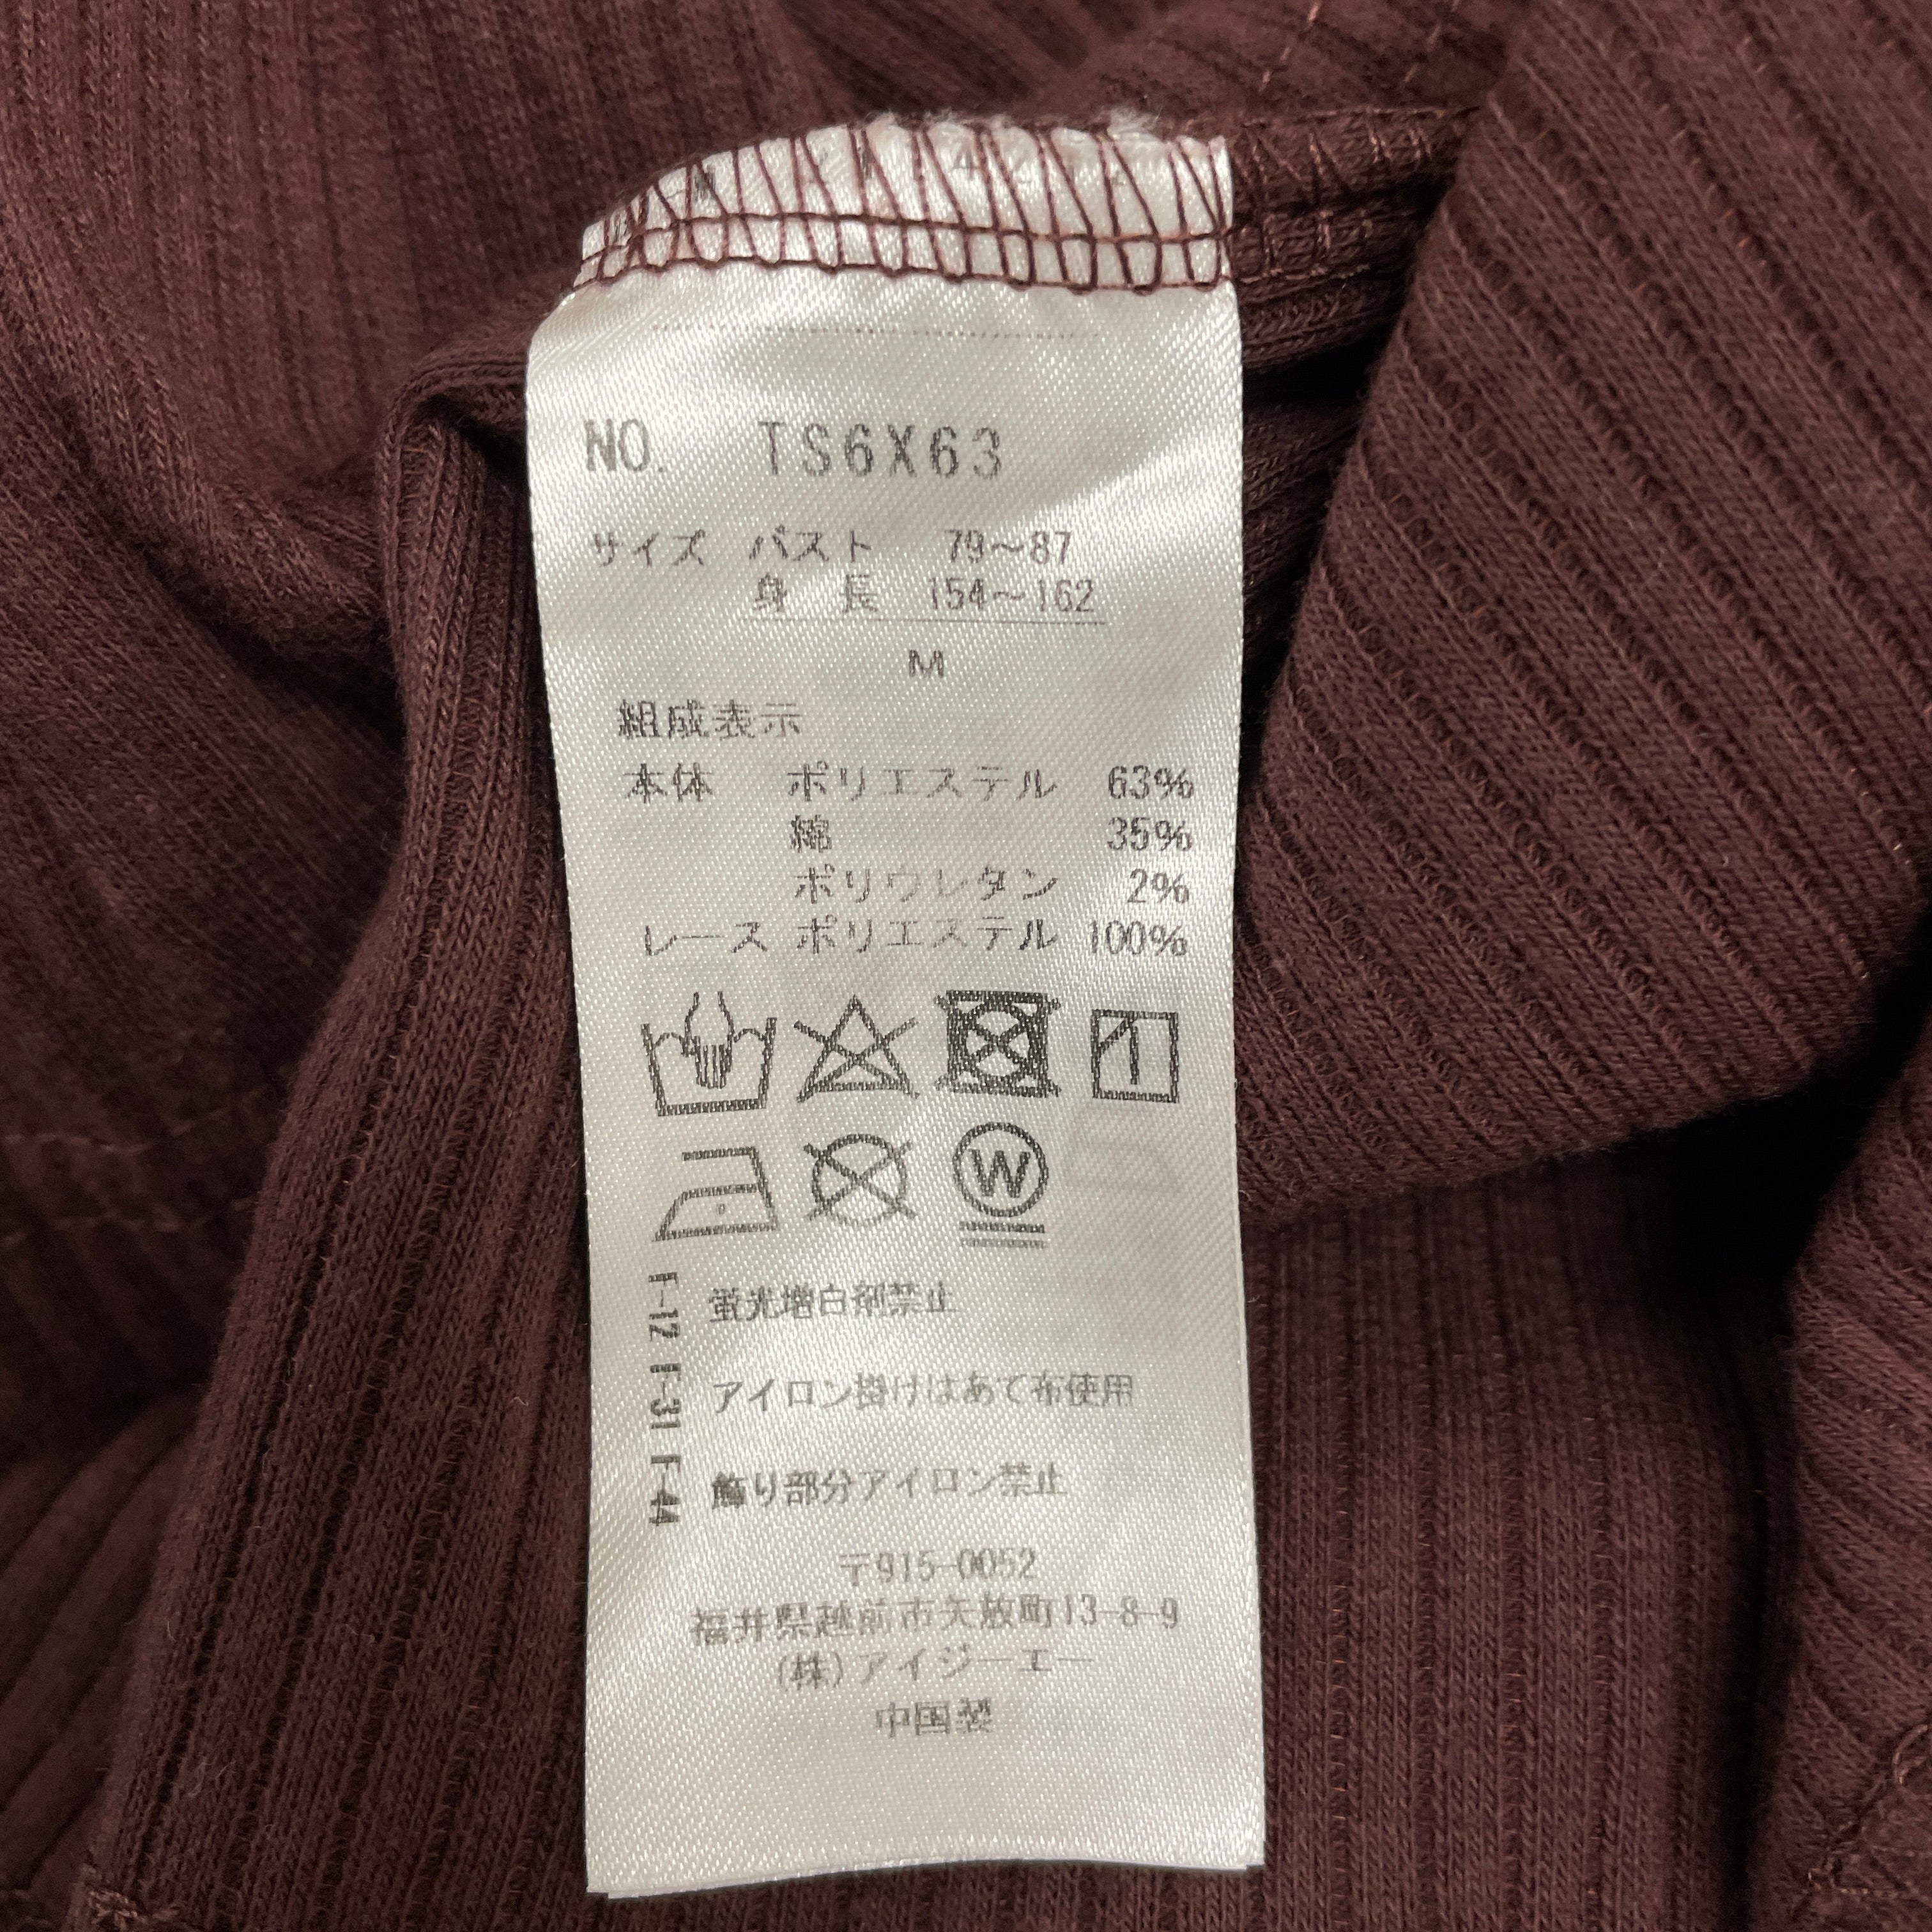 NO. TS6X63
サイズ バスト 79～87
身 長 154～162
M
組成表示
本体 ポリエステル 63%
綿 35%
ポリウレタン 2%
レース ポリエステル 100%
1
W
F-12 F-31 F-44
蛍光増白剤禁止
アイロン掛けはあて布使用
飾り部分アイロン禁止
〒915-0052
福井県越前市矢放町13-8-9
(株)アイジーエー
中国製